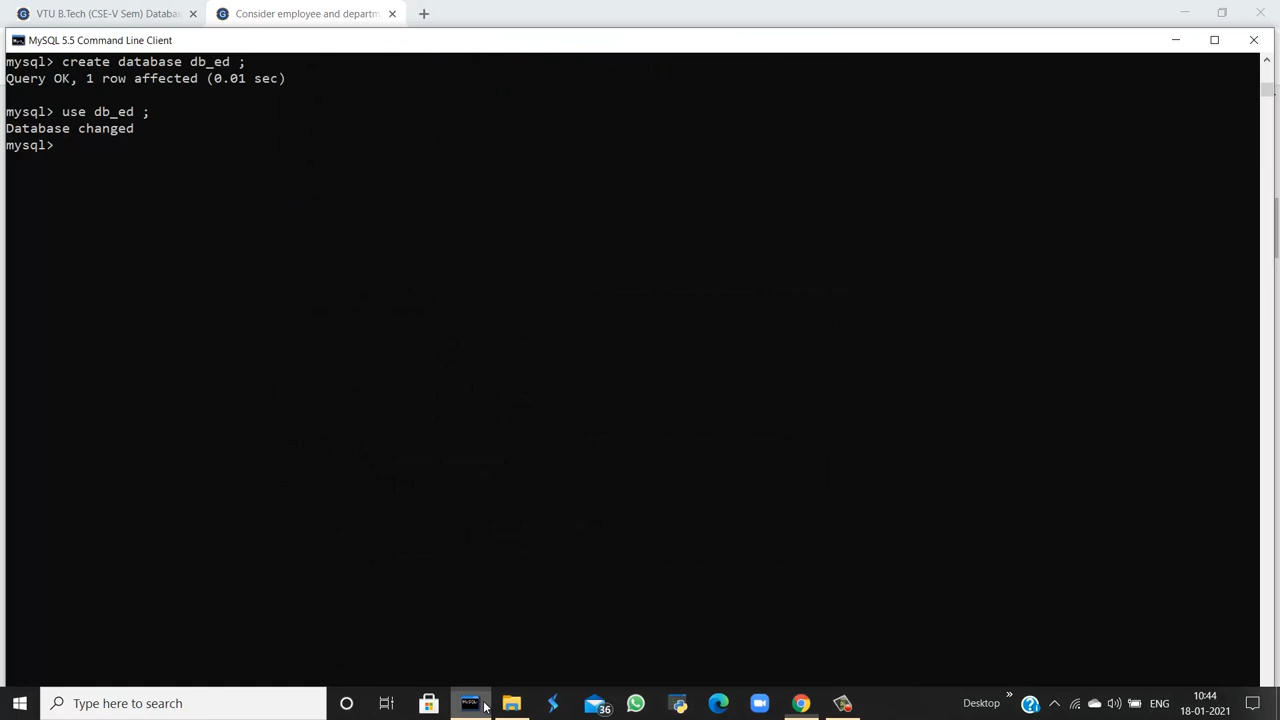 VTU B.Tech (CSE-V Sem) Databa
Consider employee and departm
MySQL 5.5 Command Line Client
mysql> create database db_ed ;
Query OK, 1 row affected (0.01 sec)
mysql> use db_ed ;
Database changed
mysql>
Type here to search
36
Desktop
ENG
10:44
18-01-2021